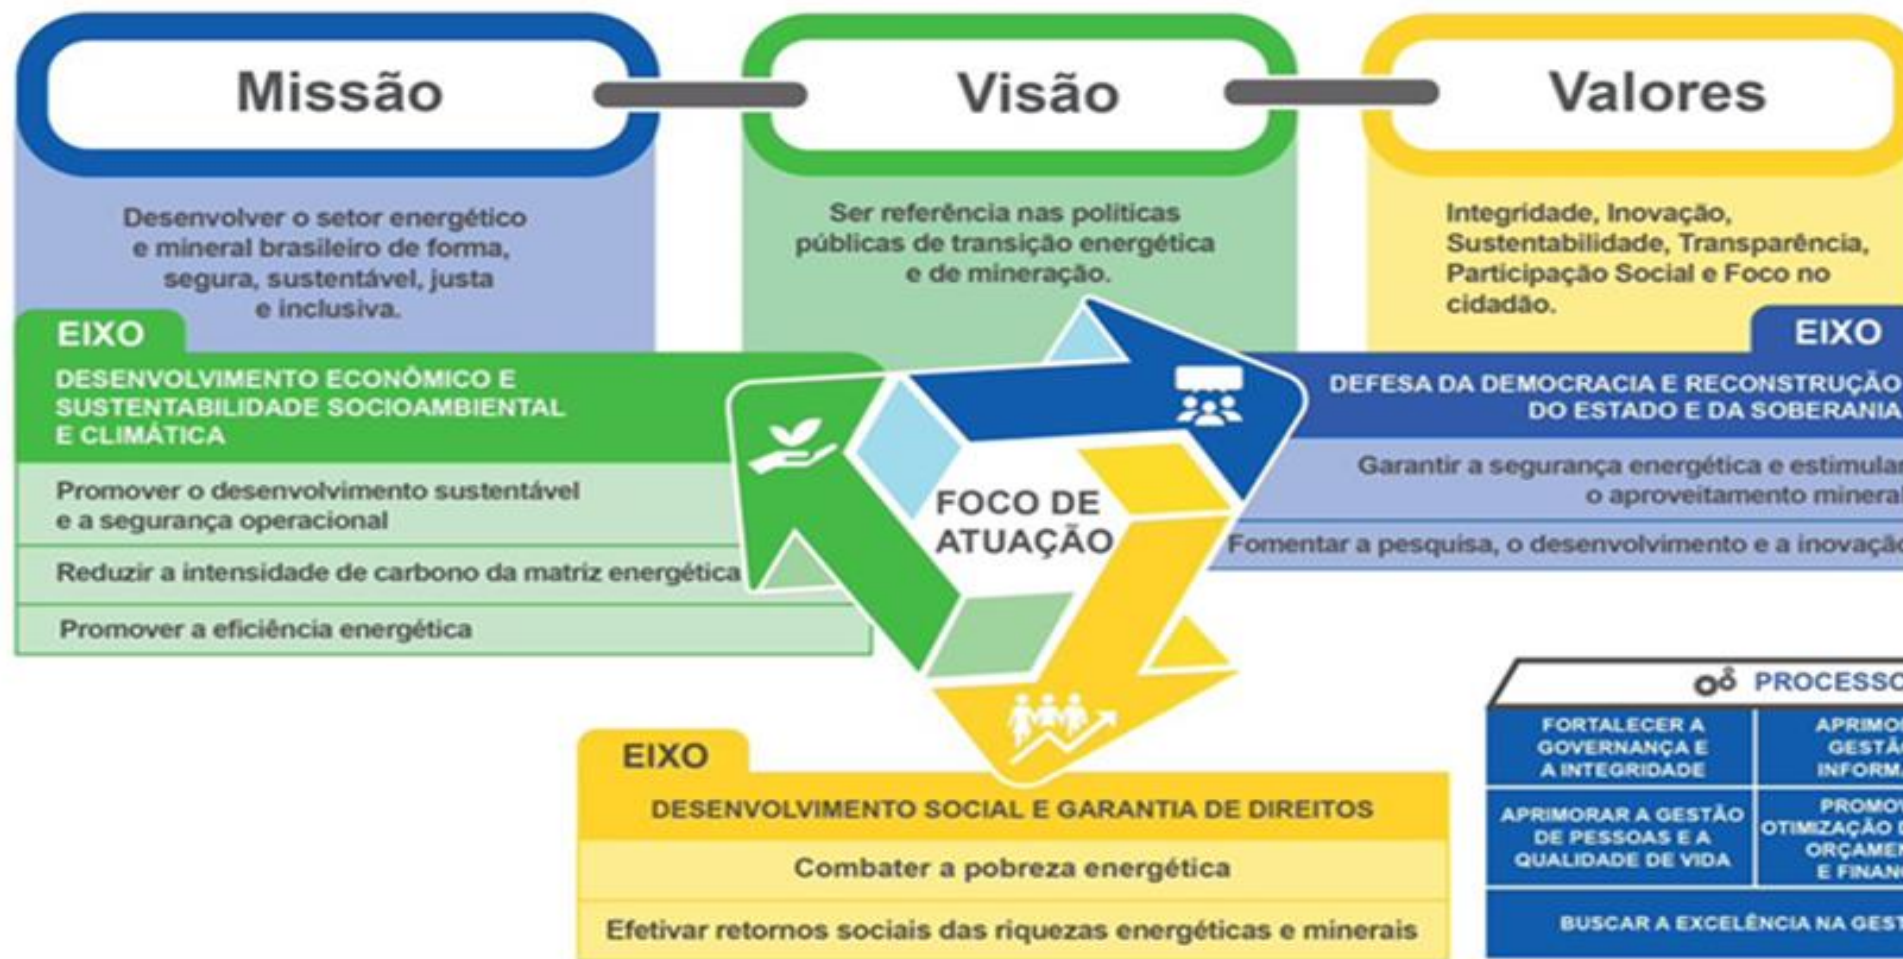 Missão
Visão
Valores
Desenvolver o setor energético
e mineral brasileiro de forma,
segura, sustentável, justa
e inclusiva.
Ser referência nas políticas
públicas de transição energética
e de mineração.
Integridade, Inovação,
Sustentabilidade, Transparência,
Participação Social e Foco no
cidadão.
EIXO
DESENVOLVIMENTO ECONÔMICO E
SUSTENTABILIDADE SOCIOAMBIENTAL
E CLIMÁTICA
Promover o desenvolvimento sustentável
e a segurança operacional
Reduzir a intensidade de carbono da matriz energética
Promover a eficiência energética
FOCO DE
ATUAÇÃO
EIXO
DEFESA DA DEMOCRACIA E RECONSTRUÇÃO
DO ESTADO E DA SOBERANIA
Garantir a segurança energética e estimular
o aproveitamento mineral
Fomentar a pesquisa, o desenvolvimento e a inovação
EIXO
DESENVOLVIMENTO SOCIAL E GARANTIA DE DIREITOS
Combater a pobreza energética
Efetivar retornos sociais das riquezas energéticas e minerais
FORTALECER A
GOVERNANÇA E
A INTEGRIDADE
APRIMORAR A GESTÃO
DE PESSOAS E A
QUALIDADE DE VIDA
OTIMIZAÇÃO
E
BUSCAR A EXCELÊNCIA NA